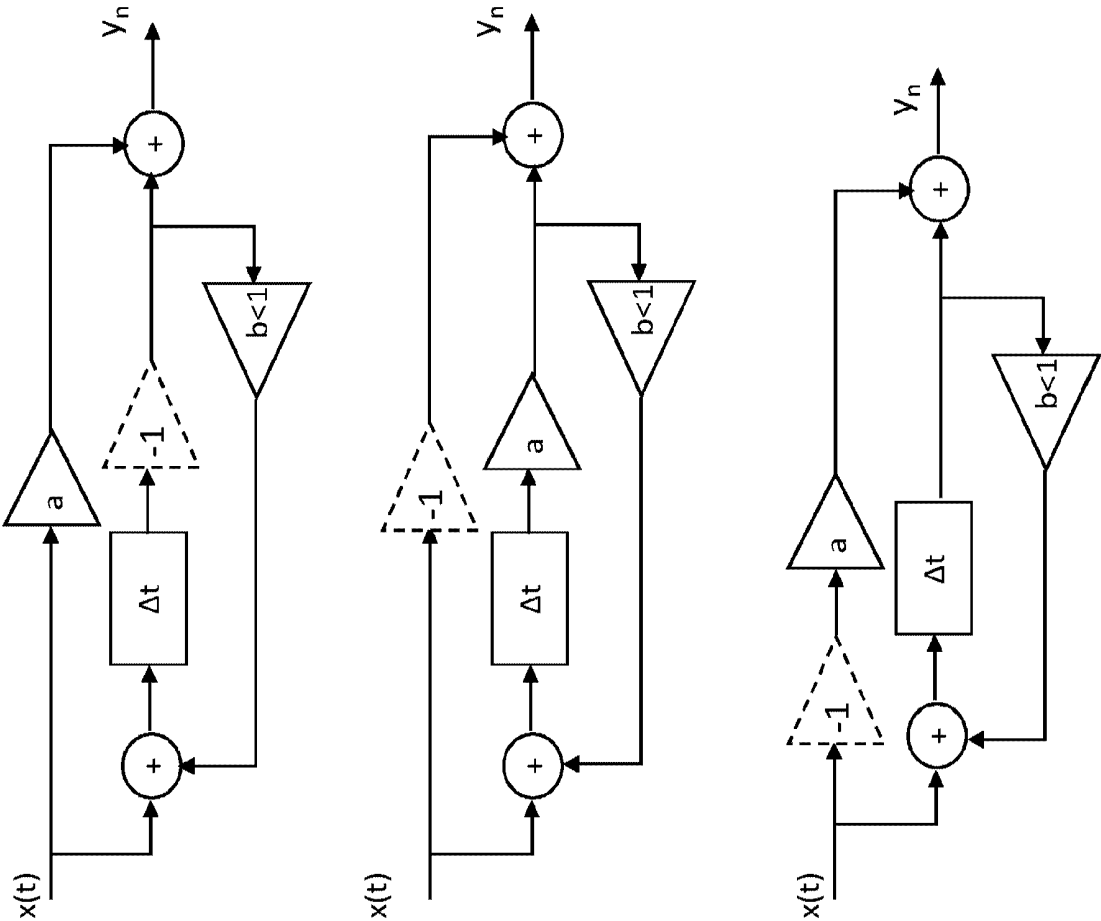 x(t)
a
Δt
-1
b<1
+
+
yₙ
x(t)
-1
Δt
a
b<1
+
+
yₙ
x(t)
-1
a
Δt
b<1
+
+
yₙ